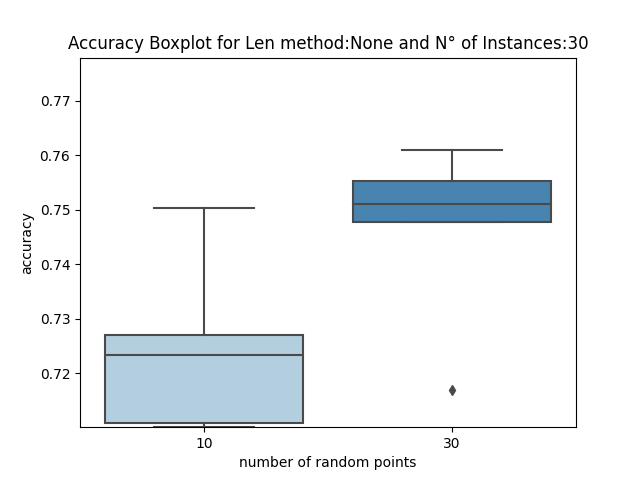 Accuracy Boxplot for Len method:None and N° of Instances:30
0.77
0.76
0.75
0.74
0.73
0.72
accuracy
10
30
number of random points